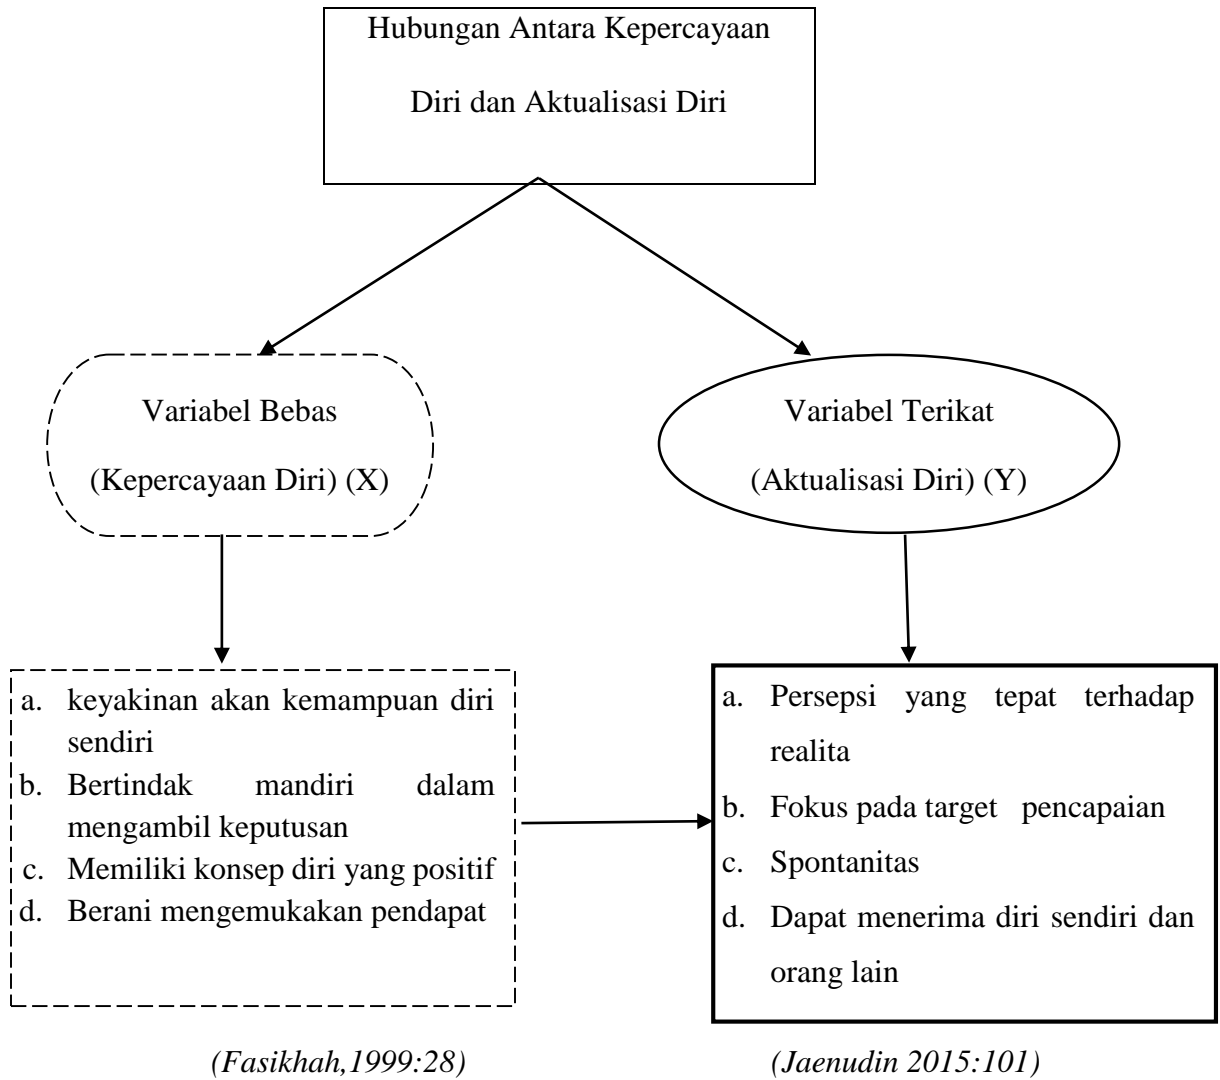 Hubungan Antara Kepercayaan
Diri dan Aktualisasi Diri
Variabel Bebas
(Kepercayaan Diri) (X)
Variabel Terikat
(Aktualisasi Diri) (Y)
a. keyakinan akan kemampuan diri
sendiri
b. Bertindak mandiri dalam
mengambil keputusan
c. Memiliki konsep diri yang positif
d. Berani mengemukakan pendapat
a. Persepsi yang tepat terhadap
realita
b. Fokus pada target pencapaian
c. Spontanitas
d. Dapat menerima diri sendiri dan
orang lain
(Fasikhah,1999:28)
(Jaenudin 2015:101)